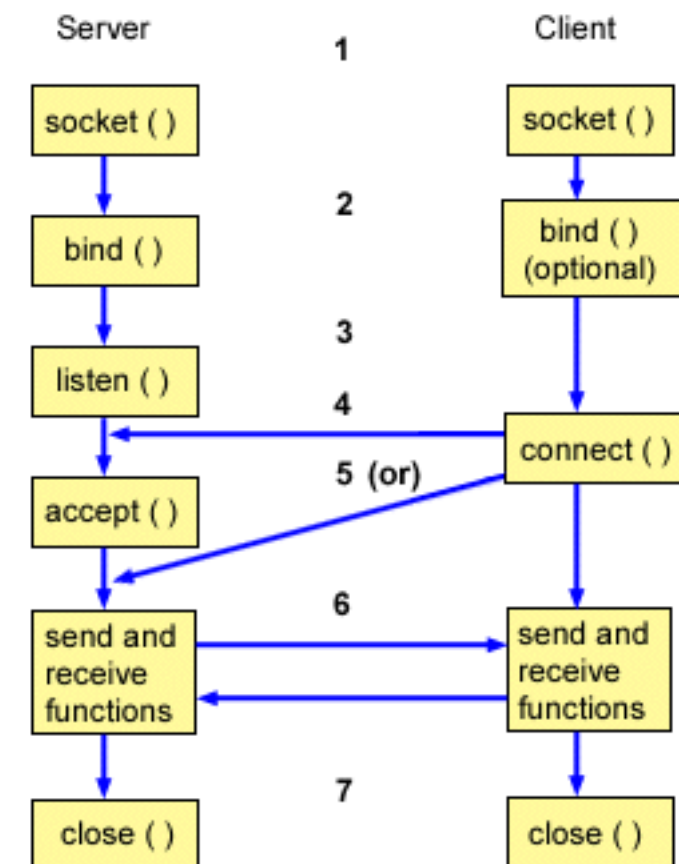 Server
Client
1
socket ( )
socket ( )
2
bind ( )
bind ( )
(optional)
3
listen ( )
4
connect ( )
5 (or)
accept ( )
6
send and
receive
functions
send and
receive
functions
7
close ( )
close ( )